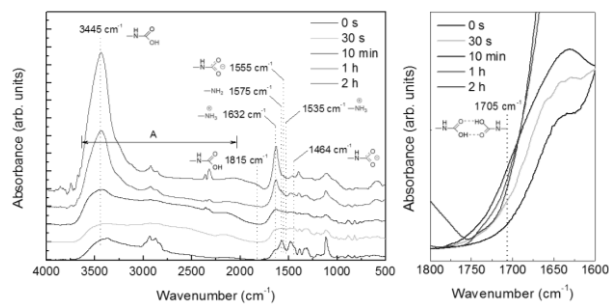 3445 cm⁻¹
0 s
30 s
10 min
1 h
2 h
1555 cm⁻¹
1575 cm⁻¹
1632 cm⁻¹
1535 cm⁻¹
A
1815 cm⁻¹
1464 cm⁻¹
Absorbance (arb. units)
4000 3500 3000 2500 2000 1500 1000 500
Wavenumber (cm⁻¹)
0 s
30 s
10 min
1 h
2 h
1705 cm⁻¹
Absorbance (arb. units)
1800 1700 1600
Wavenumber (cm⁻¹)